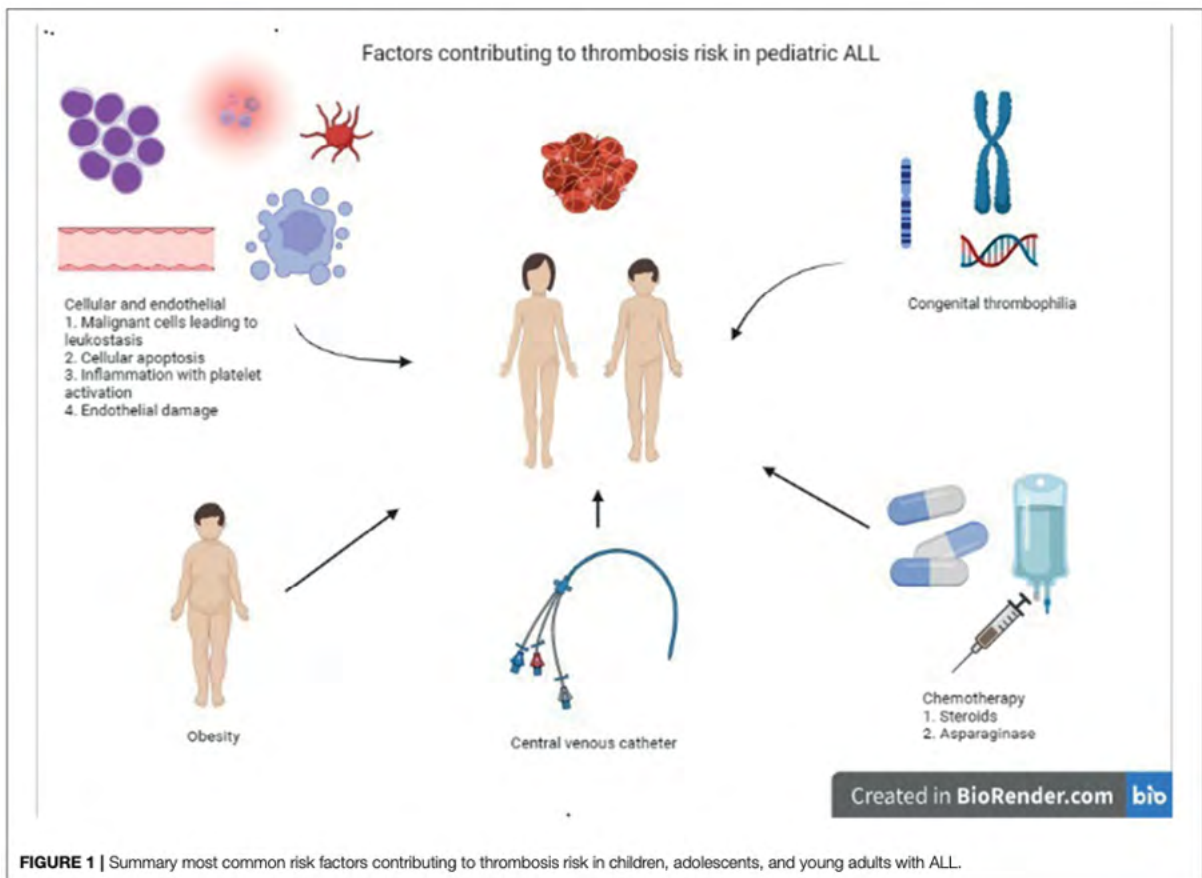 Factors contributing to thrombosis risk in pediatric ALL
Cellular and endothelial
1. Malignant cells leading to
leukostasis
2. Cellular apoptosis
3. Inflammation with platelet
activation
4. Endothelial damage
Congenital thrombophilia
Obesity
Central venous catheter
Chemotherapy
1. Steroids
2. Asparaginase
Created in BioRender.com bio
FIGURE 1 | Summary most common risk factors contributing to thrombosis risk in children, adolescents, and young adults with ALL.